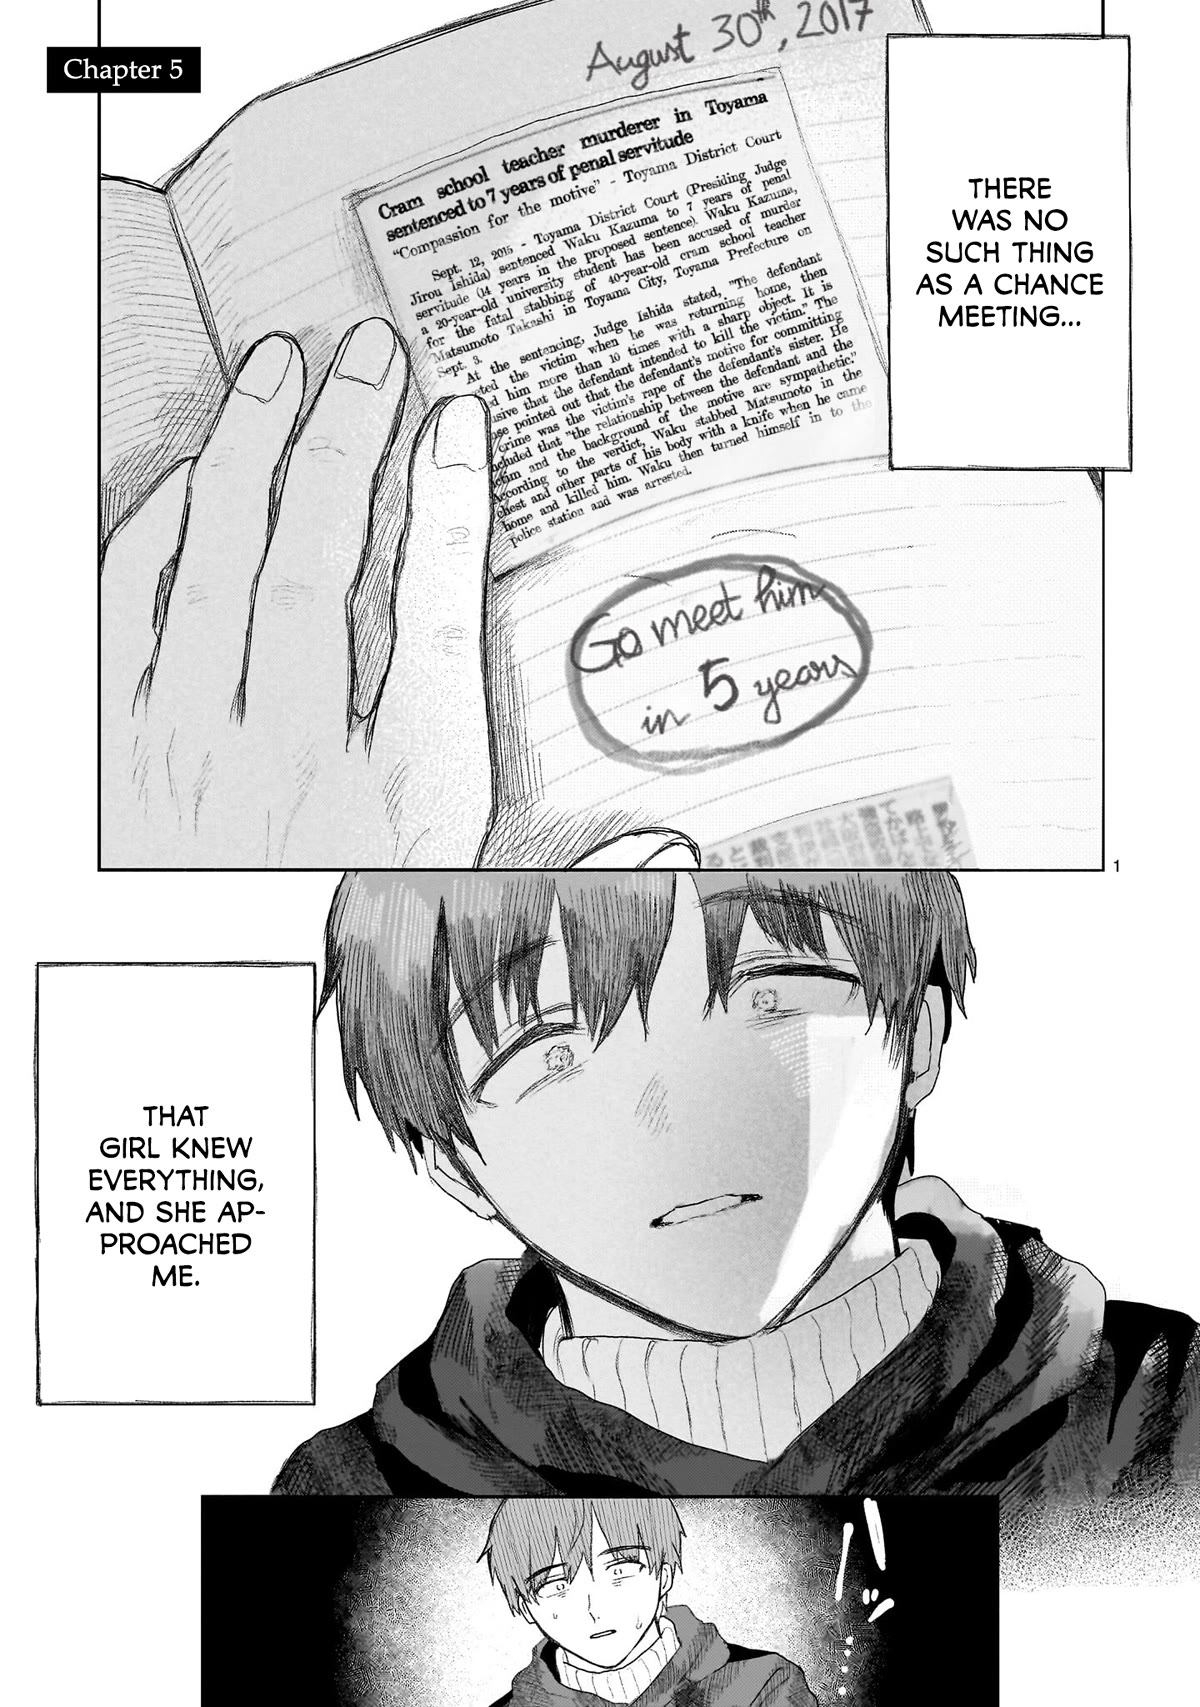 Chapter 5
August 30th, 2017
Cram school teacher murderer in Toyama
sentenced to 7 years of penal servitude
"Compassion for the motive" - Toyama District Court
Sept. 12, 2015 - Toyama District Court (Presiding Judge
Jirou Ishida) sentenced Waku Kazuma to 7 years of penal
servitude (14 years in the proposed sentence). Waku Kazuma,
a 20-year-old university student has been accused of murder
for the fatal stabbing of 40-year-old cram school teacher
Matsumoto Takashi in Toyama City, Toyama Prefecture on
Sept. 3.
At the sentencing, Judge Ishida stated, "The defendant
the victim when he was returning home, then
him more than 10 times with a sharp object. It is
that the defendant intended to kill the victim." The
pointed out that the defendant's motive for committing
crime was the victim's rape of the defendant's sister. He
that "the relationship between the defendant and the
and the background of the motive are sympathetic."
According to the verdict, Waku stabbed Matsumoto in the
chest and other parts of his body with a knife when he came
home and killed him. Waku then turned himself in to the
police station and was arrested.
THERE
WAS NO
SUCH THING
AS A CHANCE
MEETING...
Go meet him
in 5 years
1
THAT
GIRL KNEW
EVERYTHING,
AND SHE AP-
PROACHED
ME.